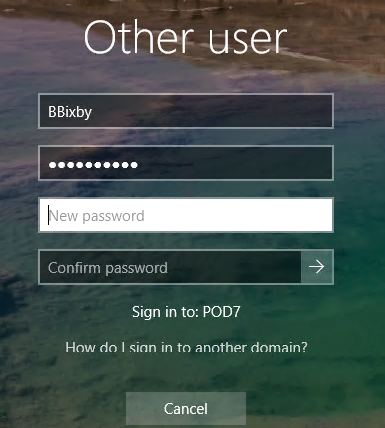 Other user
BBixby
●●●●●●●●●●
New password
Confirm password
Sign in to: POD7
How do I sign in to another domain?
Cancel